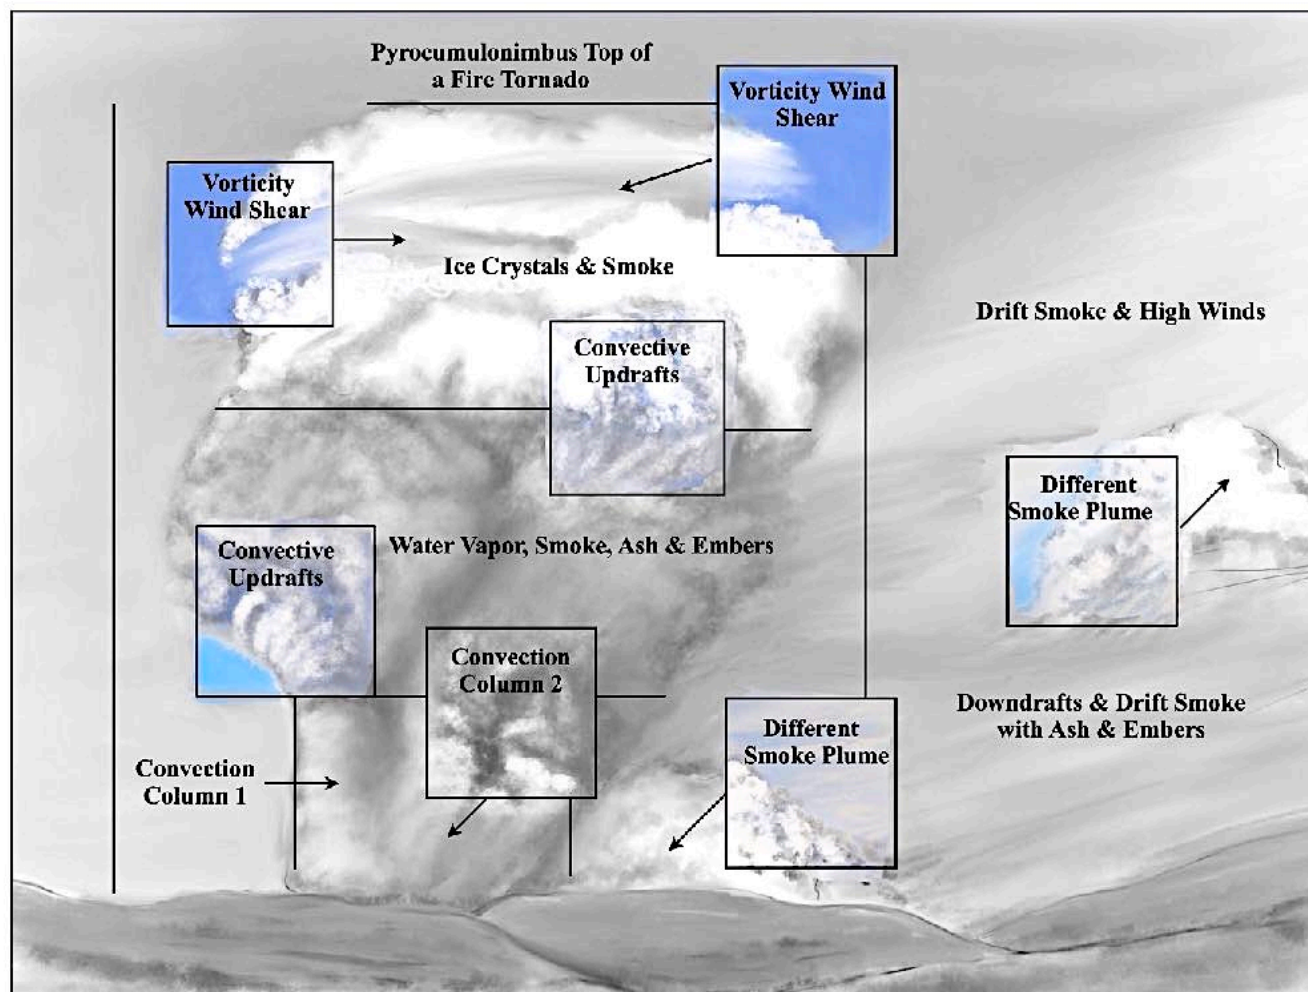 Pyrocumulonimbus Top of
a Fire Tornado
Vorticity Wind
Shear
Vorticity
Wind Shear
Ice Crystals & Smoke
Drift Smoke & High Winds
Convective
Updrafts
Different
Smoke Plume
Water Vapor, Smoke, Ash & Embers
Convective
Updrafts
Convection
Column 2
Downdrafts & Drift Smoke
with Ash & Embers
Different
Smoke Plume
Convection
Column 1